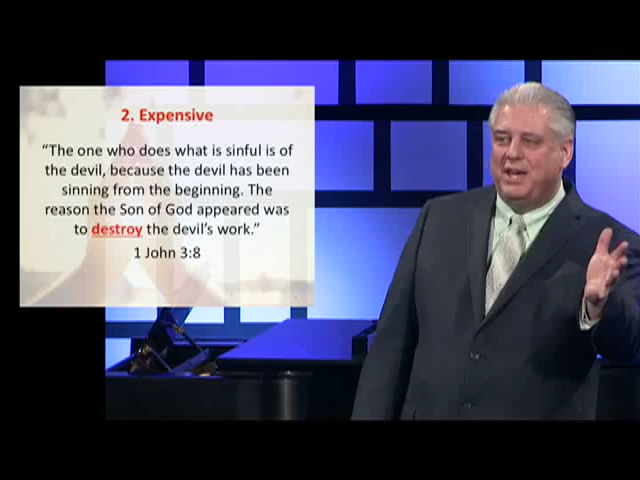 2. Expensive
“The one who does what is sinful is of
the devil, because the devil has been
sinning from the beginning. The
reason the Son of God appeared was
to destroy the devil’s work.”
1 John 3:8